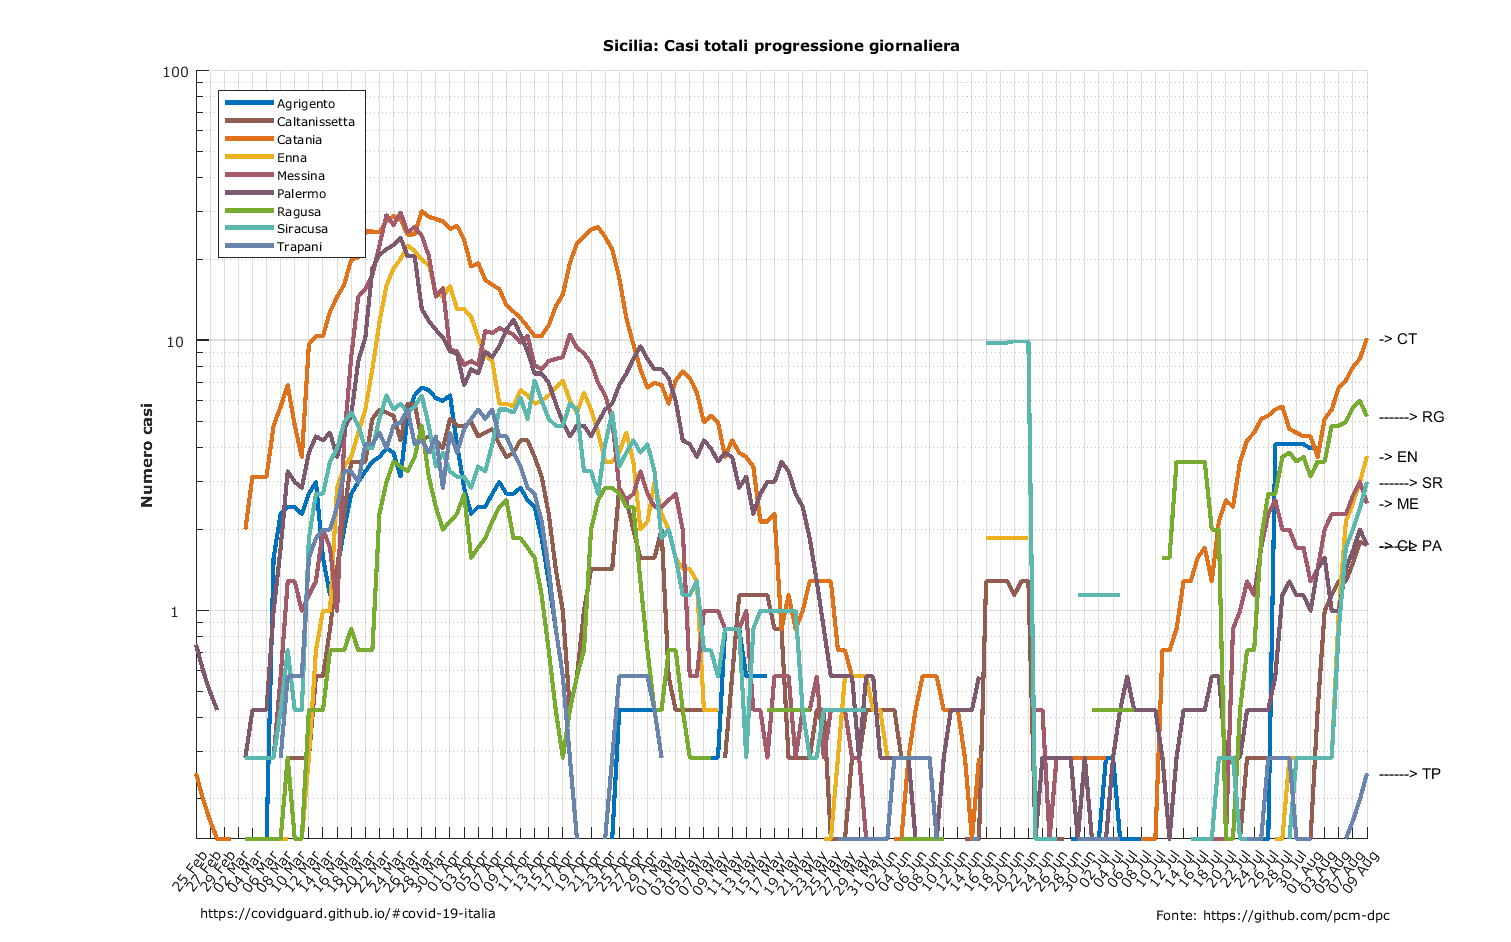 Sicilia: Casi totali progressione giornaliera
Numero casi
100
10
1
Agrigento
Caltanissetta
Catania
Enna
Messina
Palermo
Ragusa
Siracusa
Trapani
-> CT
------> RG
-> EN
------> SR
-> ME
-> CL PA
------> TP
25 Feb
27 Feb
29 Feb
02 Mar
04 Mar
06 Mar
08 Mar
10 Mar
12 Mar
14 Mar
16 Mar
18 Mar
20 Mar
22 Mar
24 Mar
26 Mar
28 Mar
30 Mar
01 Apr
03 Apr
05 Apr
07 Apr
09 Apr
11 Apr
13 Apr
15 Apr
17 Apr
19 Apr
21 Apr
23 Apr
25 Apr
27 Apr
29 Apr
01 May
03 May
05 May
07 May
09 May
11 May
13 May
15 May
17 May
19 May
21 May
23 May
25 May
27 May
29 May
31 May
02 Jun
04 Jun
06 Jun
08 Jun
10 Jun
12 Jun
14 Jun
16 Jun
18 Jun
20 Jun
22 Jun
24 Jun
26 Jun
28 Jun
30 Jun
02 Jul
04 Jul
06 Jul
08 Jul
10 Jul
12 Jul
14 Jul
16 Jul
18 Jul
20 Jul
22 Jul
24 Jul
26 Jul
28 Jul
30 Jul
01 Aug
03 Aug
05 Aug
07 Aug
09 Aug
https://covidguard.github.io/#covid-19-italia
Fonte: https://github.com/pcm-dpc